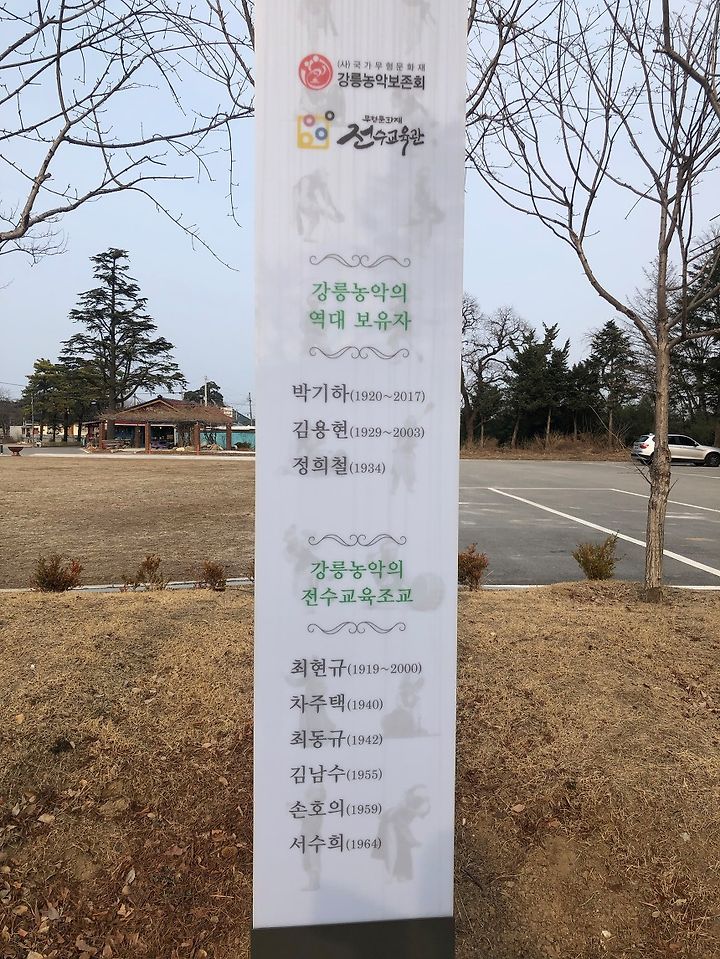 (사)국가무형문화재
강릉농악보존회
무형문화재
전수교육관
강릉농악의
역대 보유자
박기하(1920~2017)
김용현(1929~2003)
정희철(1934)
강릉농악의
전수교육조교
최현규(1919~2000)
차주택(1940)
최동규(1942)
김남수(1955)
손호의(1959)
서수희(1964)